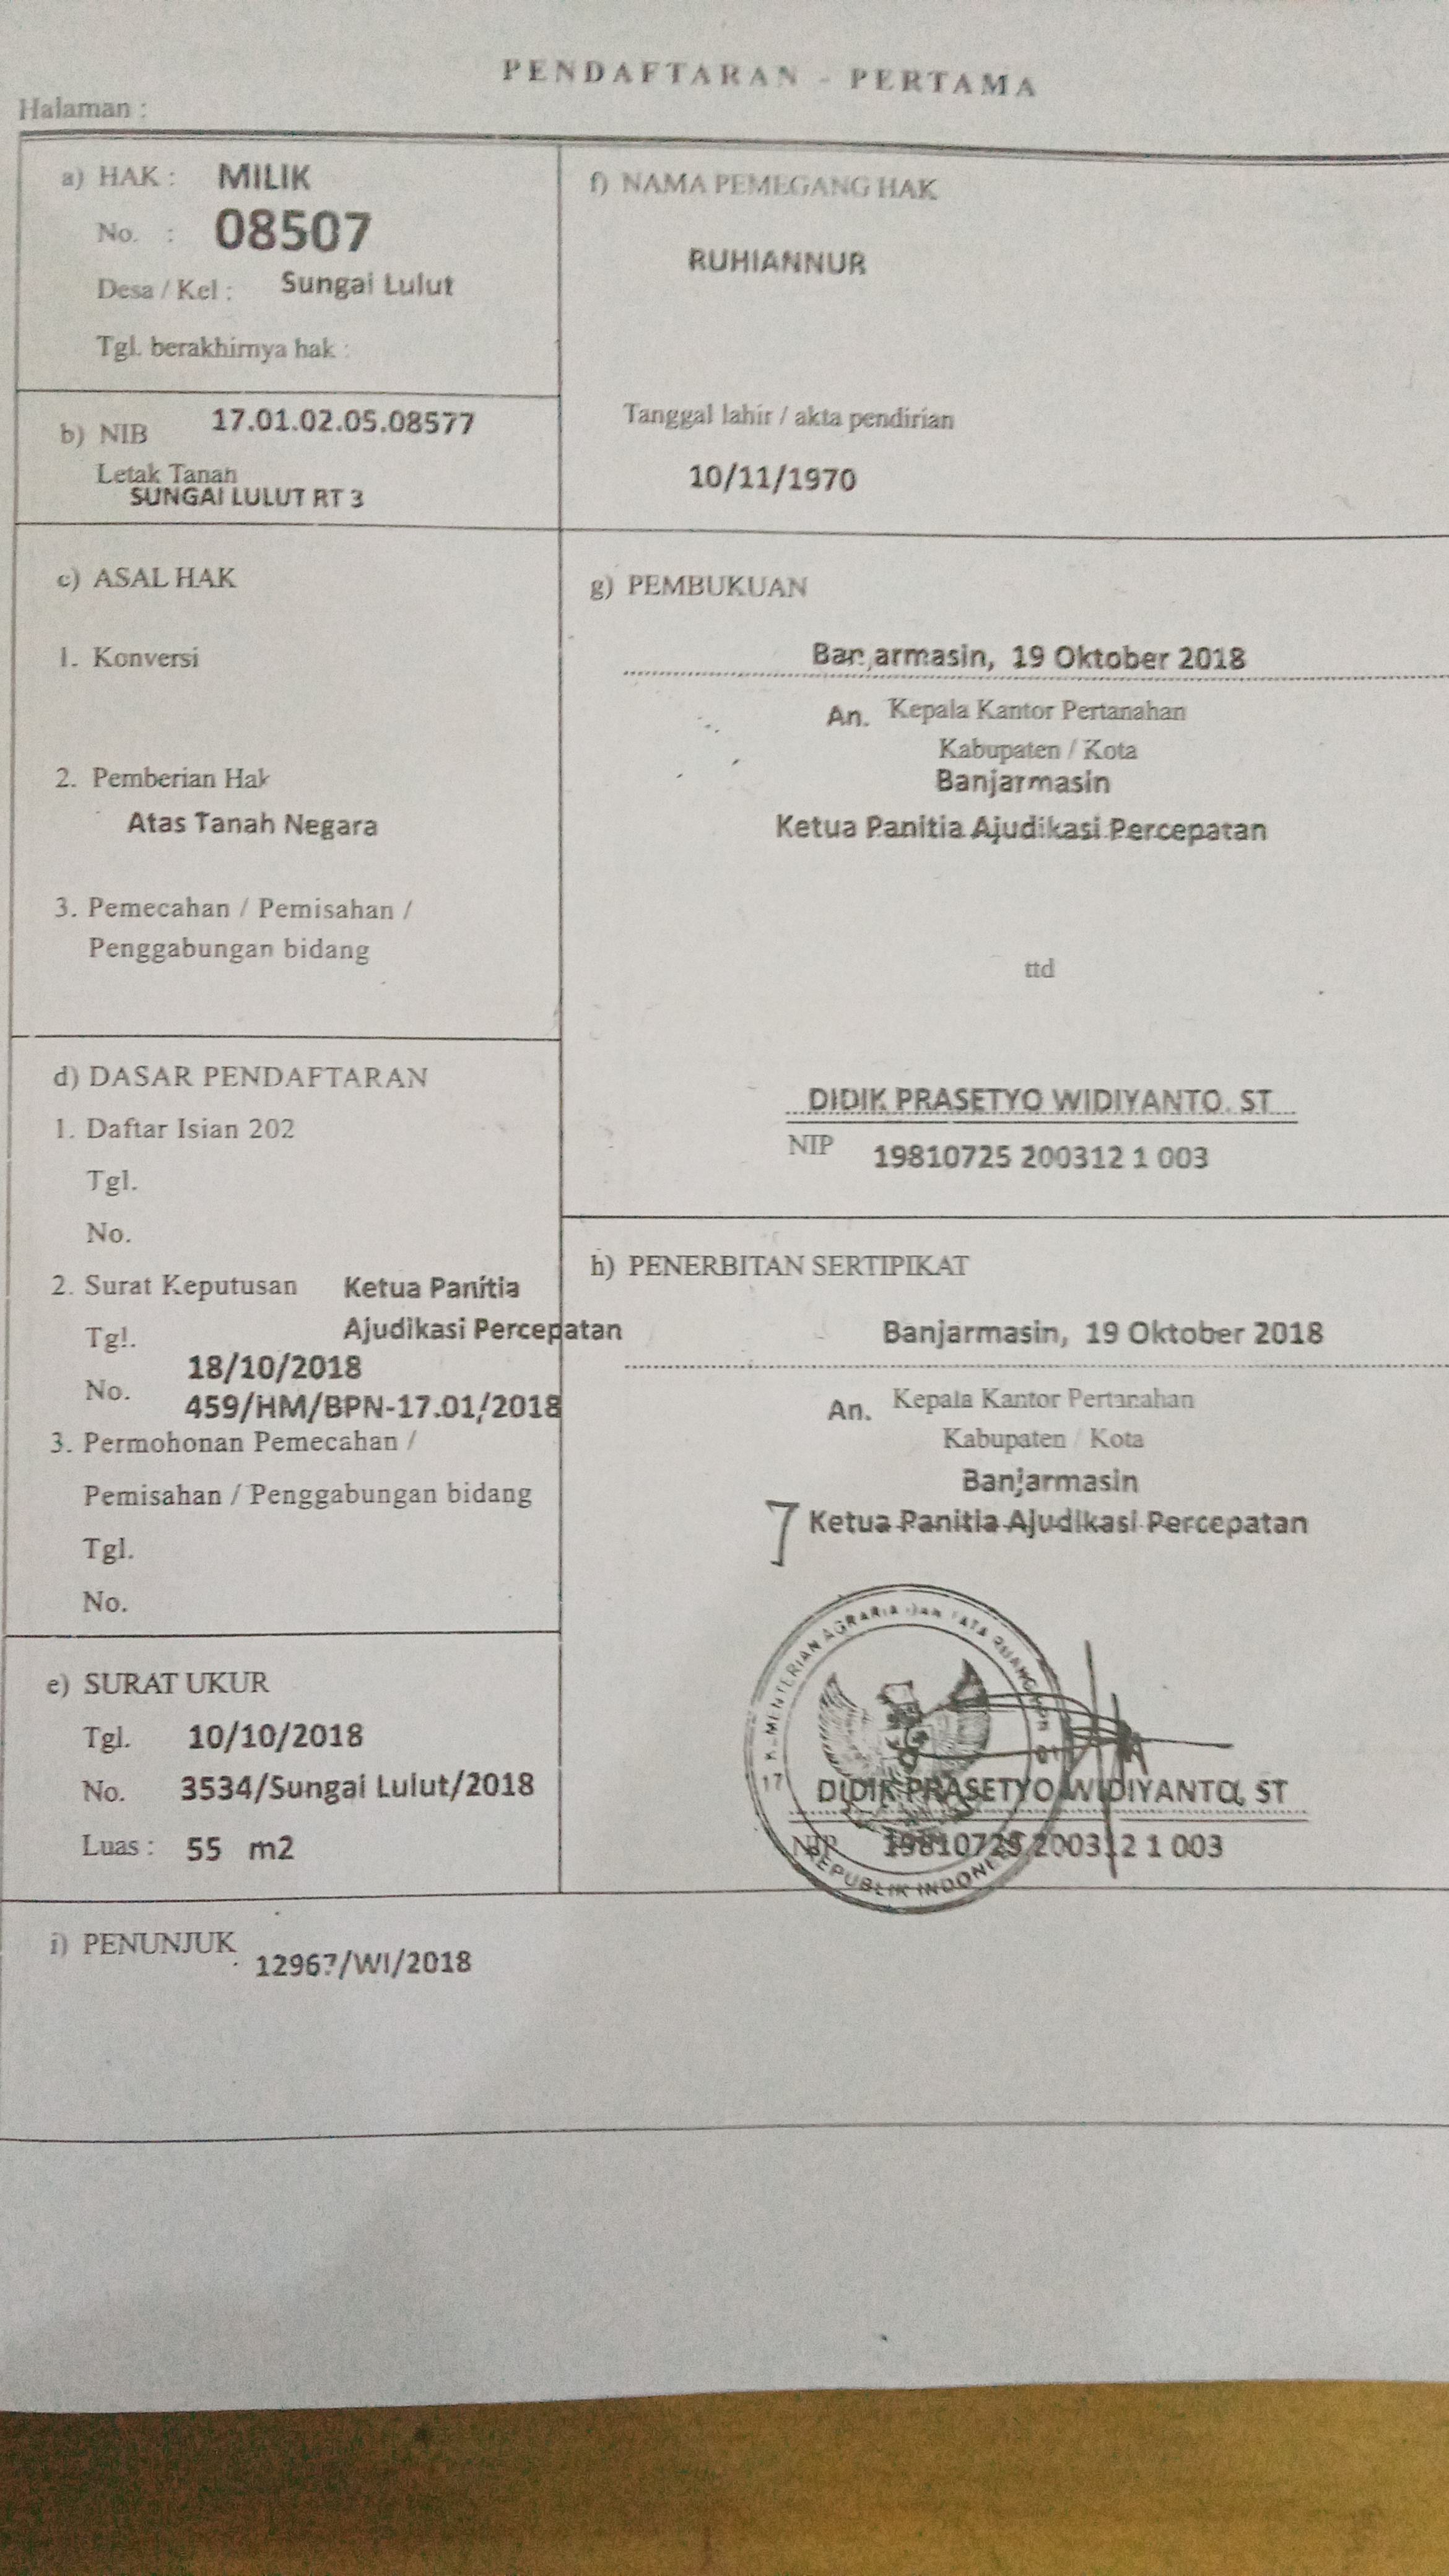 PENDAFTARAN - PERTAMA
Halaman :
a) HAK : MILIK
No. : 08507
Desa / Kel : Sungai Lulut
Tgl. berakhirnya hak :
b) NIB 17.01.02.05.08577
Letak Tanah
SUNGAI LULUT RT 3
c) ASAL HAK
1. Konversi
2. Pemberian Hak
Atas Tanah Negara
3. Pemecahan / Pemisahan /
Penggabungan bidang
d) DASAR PENDAFTARAN
1. Daftar Isian 202
Tgl.
No.
2. Surat Keputusan Ketua Panitia
Tgl. Ajudikasi Percepatan
18/10/2018
No. 459/HM/BPN-17.01/2018
3. Permohonan Pemecahan /
Pemisahan / Penggabungan bidang
Tgl.
No.
e) SURAT UKUR
Tgl. 10/10/2018
No. 3534/Sungai Lulut/2018
Luas : 55 m2
f) NAMA PEMEGANG HAK
RUHIANNUR
Tanggal lahir / akta pendirian
10/11/1970
g) PEMBUKUAN
Banjarmasin, 19 Oktober 2018
An. Kepala Kantor Pertanahan
Kabupaten / Kota
Banjarmasin
Ketua Panitia Ajudikasi Percepatan
ttd
DIDIK PRASETYO WIDIYANTO. ST
NIP 19810725 200312 1 003
h) PENERBITAN SERTIPIKAT
Banjarmasin, 19 Oktober 2018
An. Kepala Kantor Pertanahan
Kabupaten / Kota
Banjarmasin
Ketua Panitia Ajudikasi Percepatan
KEMENTERIAN AGRARIA DAN TATA RUANG
17
REPUBLIK INDONESIA
DIDIK PRASETYO WIDIYANTO, ST
NIP 19810725 200312 1 003
i) PENUNJUK 12967/WI/2018